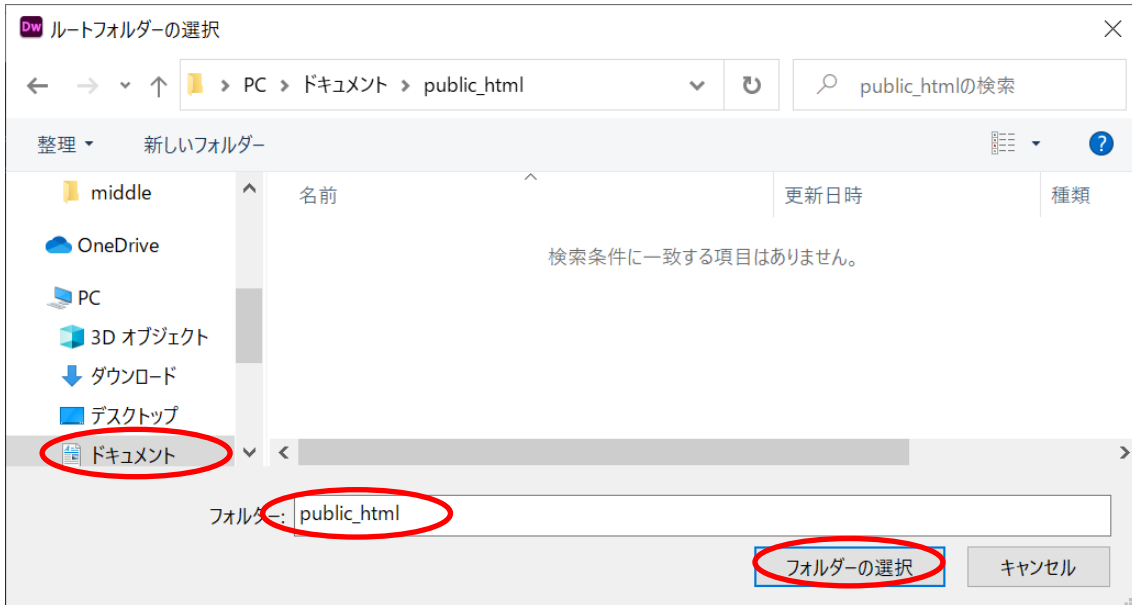 Dw ルートフォルダーの選択
PC > ドキュメント > public_html
public_htmlの検索
整理 新しいフォルダー
?
middle
名前 更新日時 種類
OneDrive
検索条件に一致する項目はありません。
PC
3D オブジェクト
ダウンロード
デスクトップ
ドキュメント
フォルダー: public_html
フォルダーの選択 キャンセル